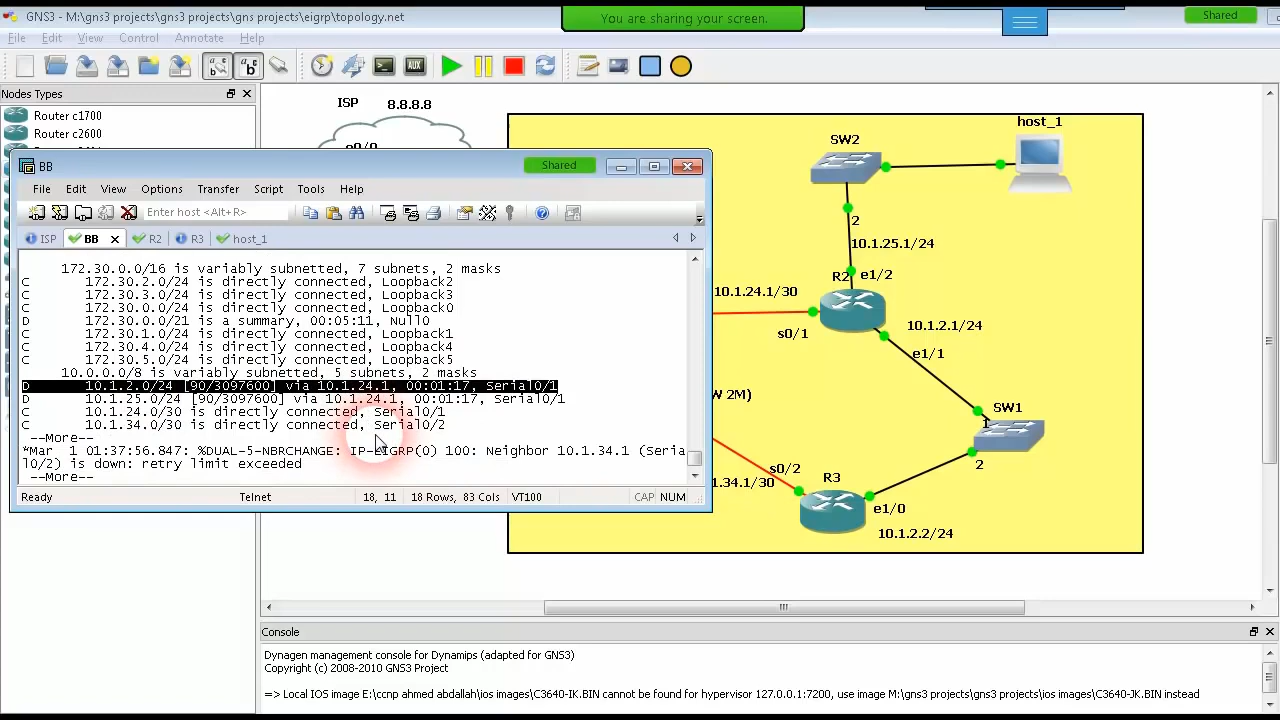 GNS3 - M:\gns3 projects\gns3 projects\gns projects\eigrp\topology.net
You are sharing your screen.
Shared
File Edit View Control Annotate Help
Nodes Types
Router c1700
Router c2600
ISP 8.8.8.8
host_1
SW2
2
10.1.25.1/24
R2 e1/2
10.1.24.1/30
s0/1
10.1.2.1/24
e1/1
SW1
1
2
W 2M)
s0/2
1.34.1/30
R3
e1/0
10.1.2.2/24
BB
Shared
File Edit View Options Transfer Script Tools Help
Enter host <Alt+R>
ISP BB R2 R3 host_1
172.30.0.0/16 is variably subnetted, 7 subnets, 2 masks
C 172.30.2.0/24 is directly connected, Loopback2
C 172.30.3.0/24 is directly connected, Loopback3
C 172.30.0.0/24 is directly connected, Loopback0
D 172.30.0.0/21 is a summary, 00:05:11, Null0
C 172.30.1.0/24 is directly connected, Loopback1
C 172.30.4.0/24 is directly connected, Loopback4
C 172.30.5.0/24 is directly connected, Loopback5
10.0.0.0/8 is variably subnetted, 5 subnets, 2 masks
D 10.1.2.0/24 [90/3097600] via 10.1.24.1, 00:01:17, Serial0/1
D 10.1.25.0/24 [90/3097600] via 10.1.24.1, 00:01:17, Serial0/1
C 10.1.24.0/30 is directly connected, Serial0/1
C 10.1.34.0/30 is directly connected, Serial0/2
--More--
*Mar 1 01:37:56.847: %DUAL-5-NBRCHANGE: IP-EIGRP(0) 100: Neighbor 10.1.34.1 (Seria
l0/2) is down: retry limit exceeded
--More--
Ready Telnet 18, 11 18 Rows, 83 Cols VT100 CAP NUM
Console
Dynagen management console for Dynamips (adapted for GNS3)
Copyright (c) 2008-2010 GNS3 Project
=> Local IOS image E:\ccnp ahmed abdallah\ios images\C3640-IK.BIN cannot be found for hypervisor 127.0.0.1:7200, use image M:\gns3 projects\gns3 projects\ios images\C3640-JK.BIN instead